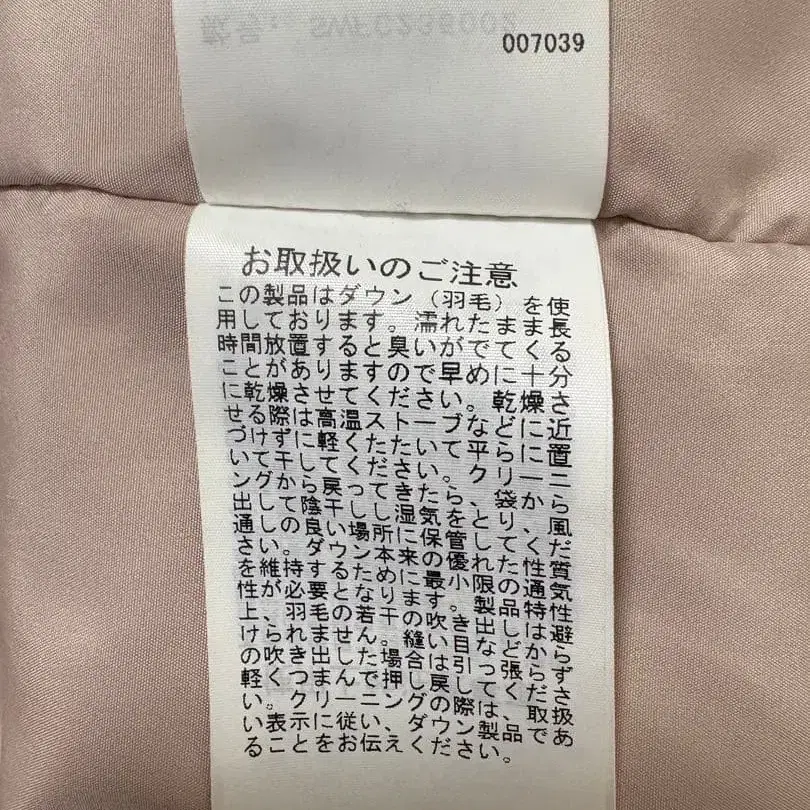 007039
お取扱いのご注意
この製品はダウン（羽毛）を使
用しております。濡れたまま長
時間放置すると臭いがでてくる
ことがありますので早めに十分
に乾燥させてください。乾燥さ
せる際は高温ストーブなどに近
づけずに軽くたたいて平らに置
いて干してください。クリーニ
ングから戻ってきたら、袋から
出して陰干しし湿気をとり、風
通しの良い場所に保管してくだ
さい。ダウン本来の優れた性質
を維持するために最小限の通気
性が必要となります。製品特性
上、羽毛の若干の吹き出しは避
けられません。縫い目などから
の吹き出した場合は引っ張らず
軽くつまんで押し戻してくださ
い。クリーニングの際は、取扱
い表示に従い、ダウン製品であ
ることをお伝えください。